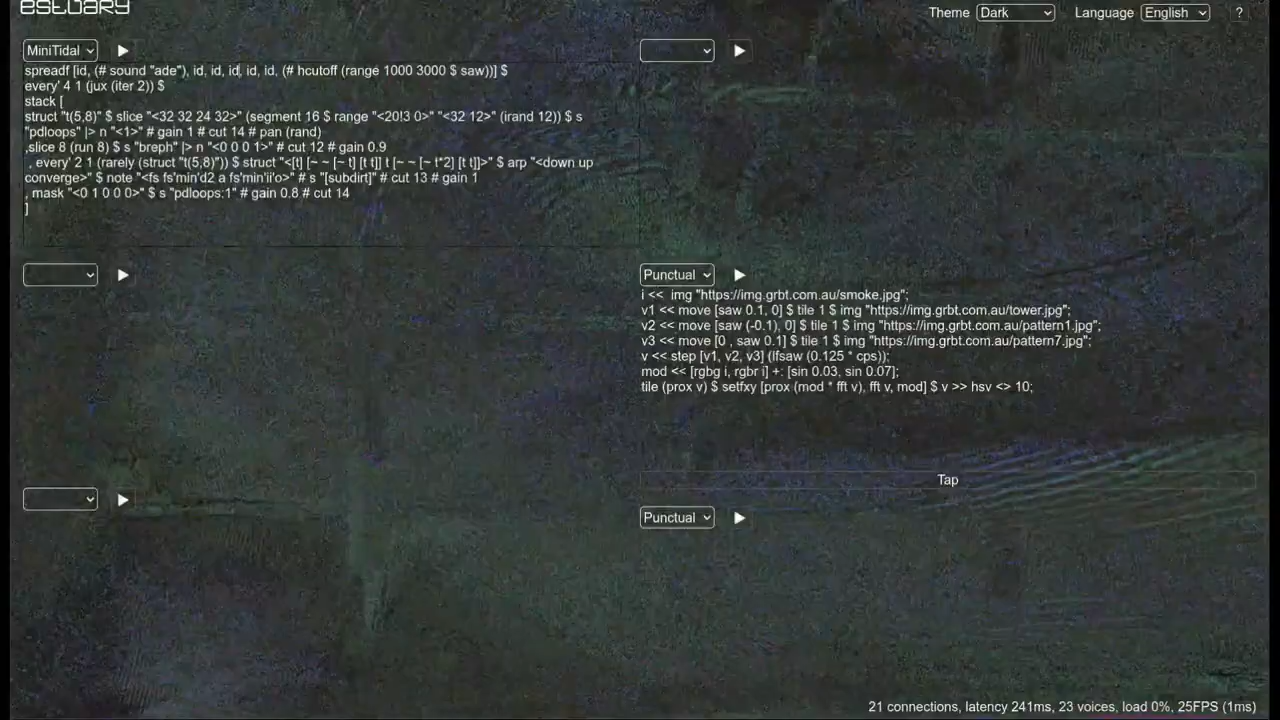 estuary
Theme Dark Language English ?
MiniTidal
spreadf [id, (# sound "ade"), id, id, id, id, id, (# hcutoff (range 1000 3000 $ saw))] $
every' 4 1 (jux (iter 2)) $
stack [
struct "t(5,8)" $ slice "<32 32 24 32>" (segment 16 $ range "<20!3 0>" "<32 12>" (irand 12)) $ s
"pdloops" |> n "<1>" # gain 1 # cut 14 # pan (rand)
,slice 8 (run 8) $ s "breph" |> n "<0 0 0 1>" # cut 12 # gain 0.9
, every' 2 1 (rarely (struct "t(5,8)")) $ struct "<[t] [~ ~ [~ t] [t t]] t [~ ~ [~ t*2] [t t]]>" $ arp "<down up
converge>" $ note "<fs fs'min'd2 a fs'min'ii'o>" # s "[subdirt]" # cut 13 # gain 1
, mask "<0 1 0 0 0>" $ s "pdloops:1" # gain 0.8 # cut 14
]
Punctual
i << img "https://img.grbt.com.au/smoke.jpg";
v1 << move [saw 0.1, 0] $ tile 1 $ img "https://img.grbt.com.au/tower.jpg";
v2 << move [saw (-0.1), 0] $ tile 1 $ img "https://img.grbt.com.au/pattern1.jpg";
v3 << move [0 , saw 0.1] $ tile 1 $ img "https://img.grbt.com.au/pattern7.jpg";
v << step [v1, v2, v3] (lfsaw (0.125 * cps));
mod << [rgbg i, rgbr i] +: [sin 0.03, sin 0.07];
tile (prox v) $ setfxy [prox (mod * fft v), fft v, mod] $ v >> hsv <> 10;
Tap
Punctual
21 connections, latency 241ms, 23 voices, load 0%, 25FPS (1ms)